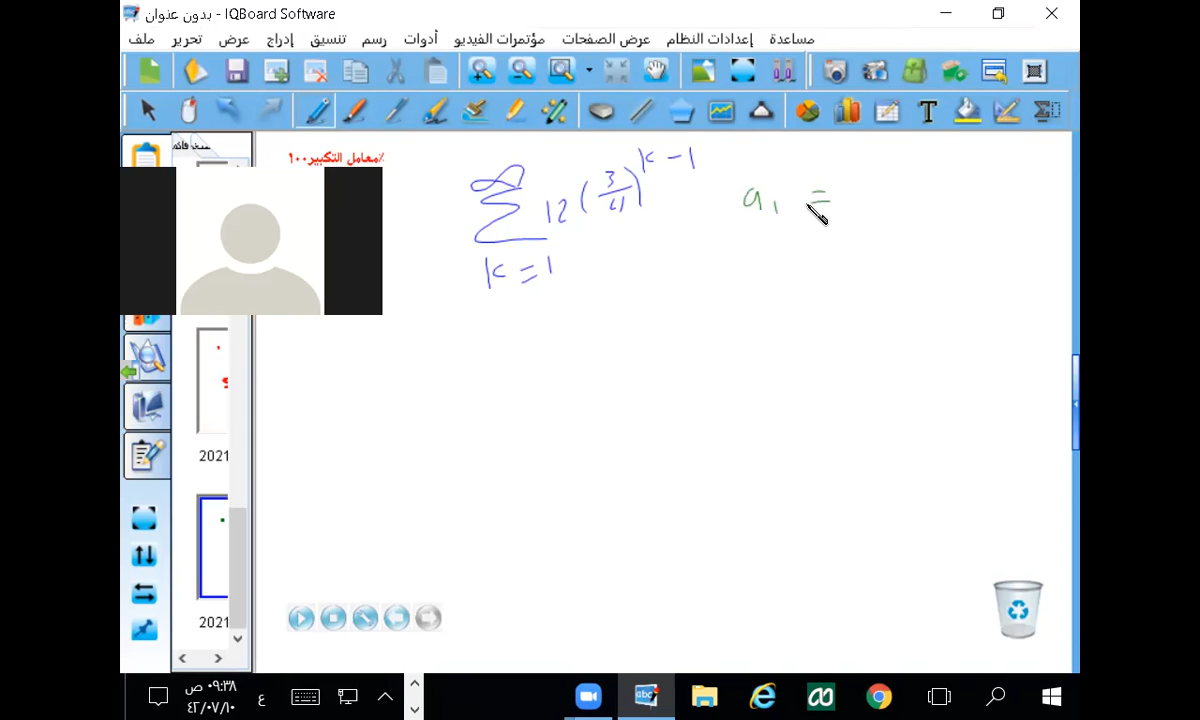 بدون عنوان - IQBoard Software
ملف تحرير عرض إدراج تنسيق رسم أدوات مؤتمرات الفيديو عرض الصفحات إعدادات النظام مساعدة
معامل التكبير١٠٠٪
∞
∑ 12 (3/4)^k-1
k=1
a₁ =
2021
2021
٠٩:٣٨ ص
ع
٤٢/٠٧/١٠